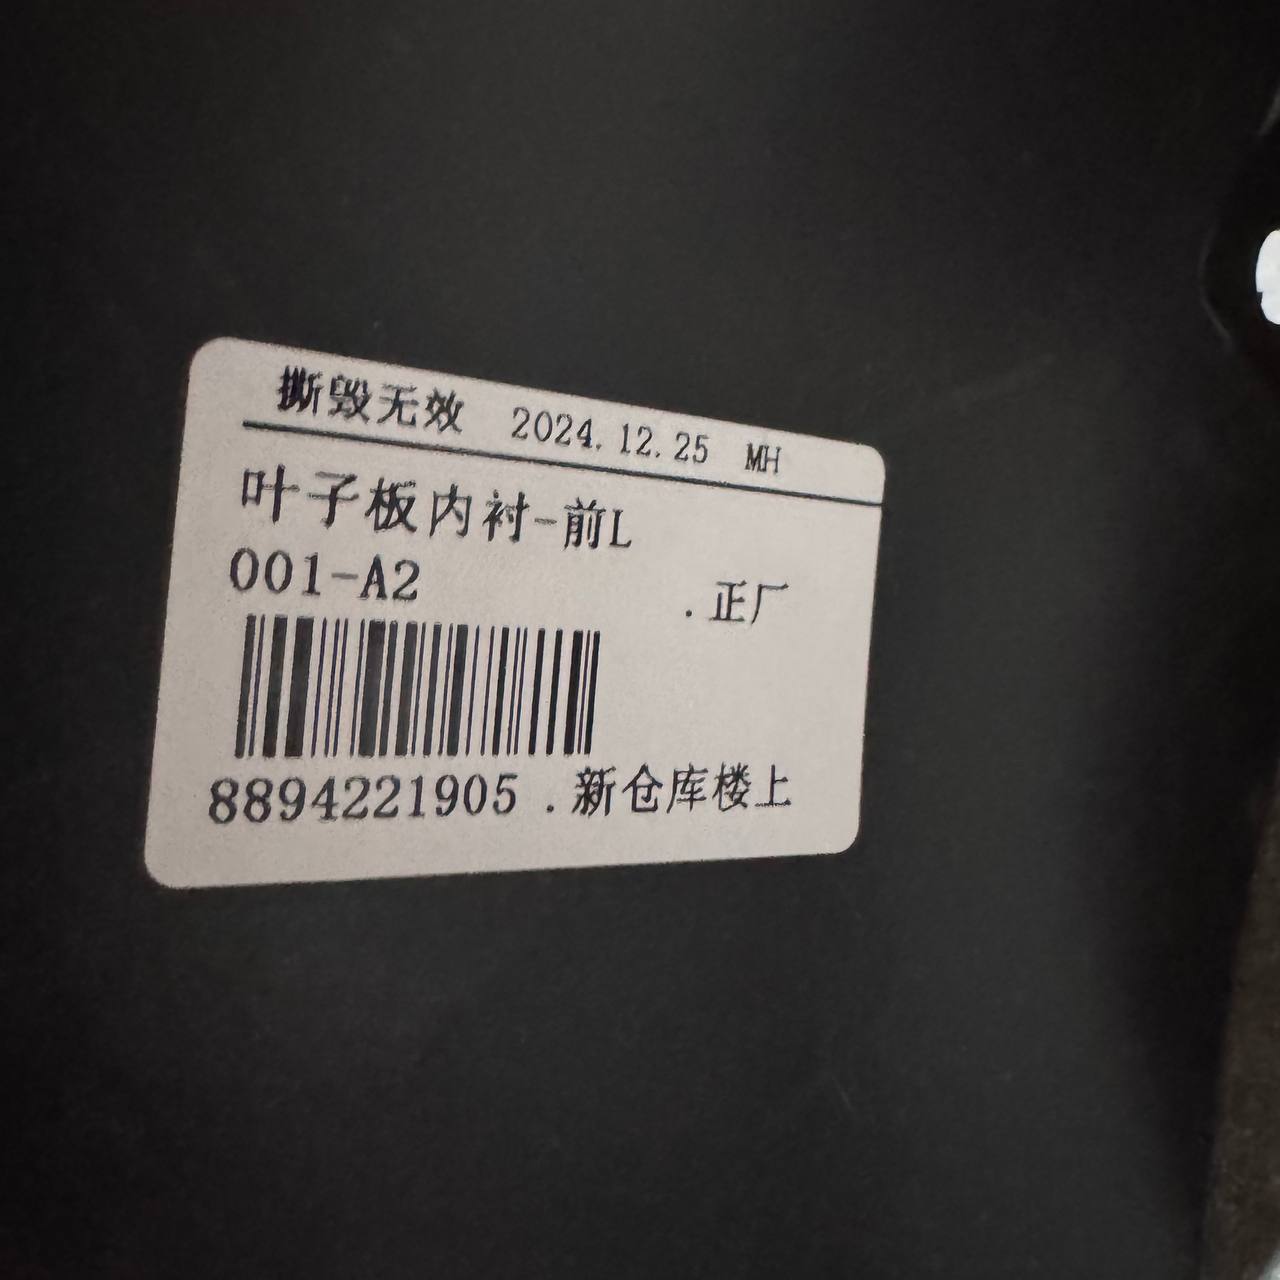 撕毁无效 2024.12.25 MH
叶子板内衬-前L
001-A2 .正厂
8894221905 .新仓库楼上